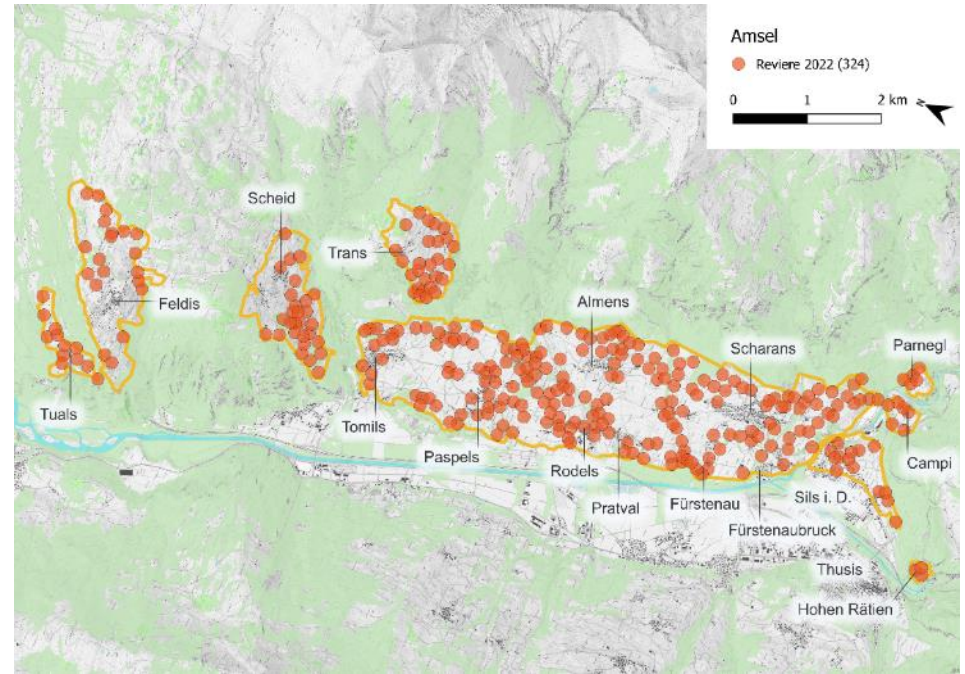 Amsel
Reviere 2022 (324)
0 1 2 km
N
Scheid
Trans
Feldis
Almens
Parnegl
Scharans
Tuals
Tomils
Paspels
Campi
Rodels
Sils i. D.
Pratval
Fürstenau
Fürstenaubruck
Thusis
Hohen Rätien